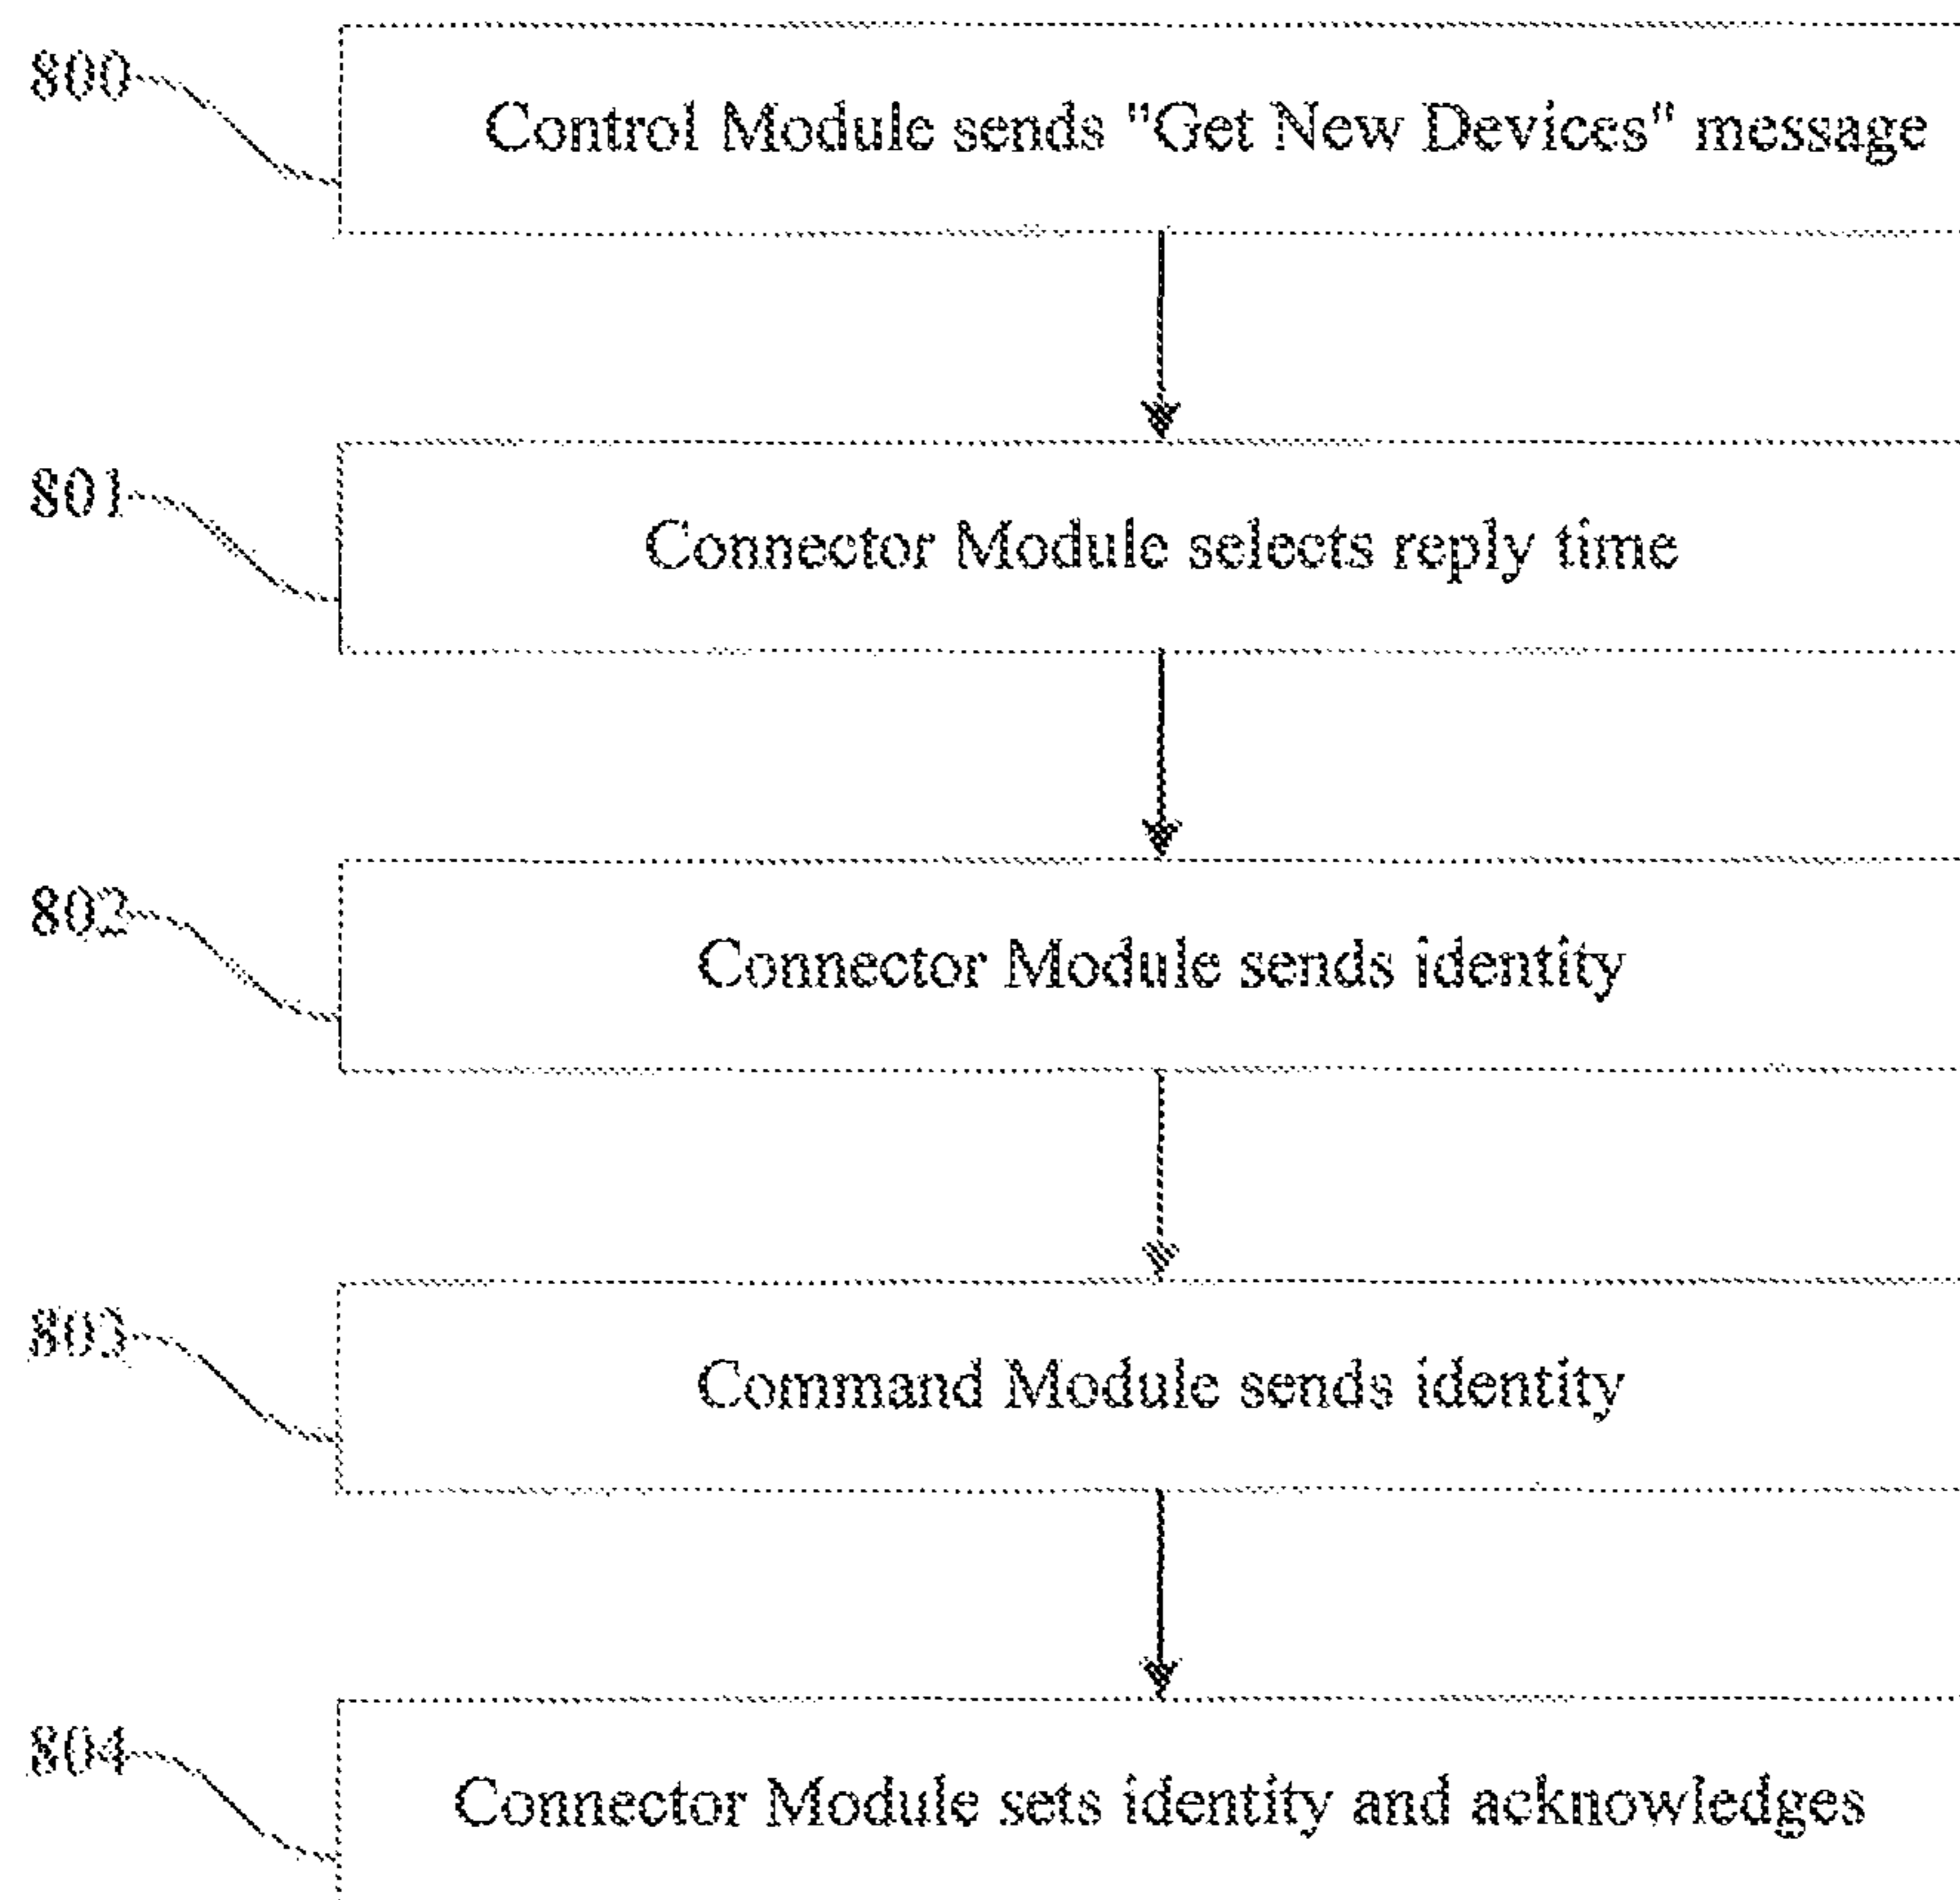 800
Control Module sends "Get New Devices" message
801
Connector Module selects reply time
802
Connector Module sends identity
803
Command Module sends identity
804
Connector Module sets identity and acknowledges